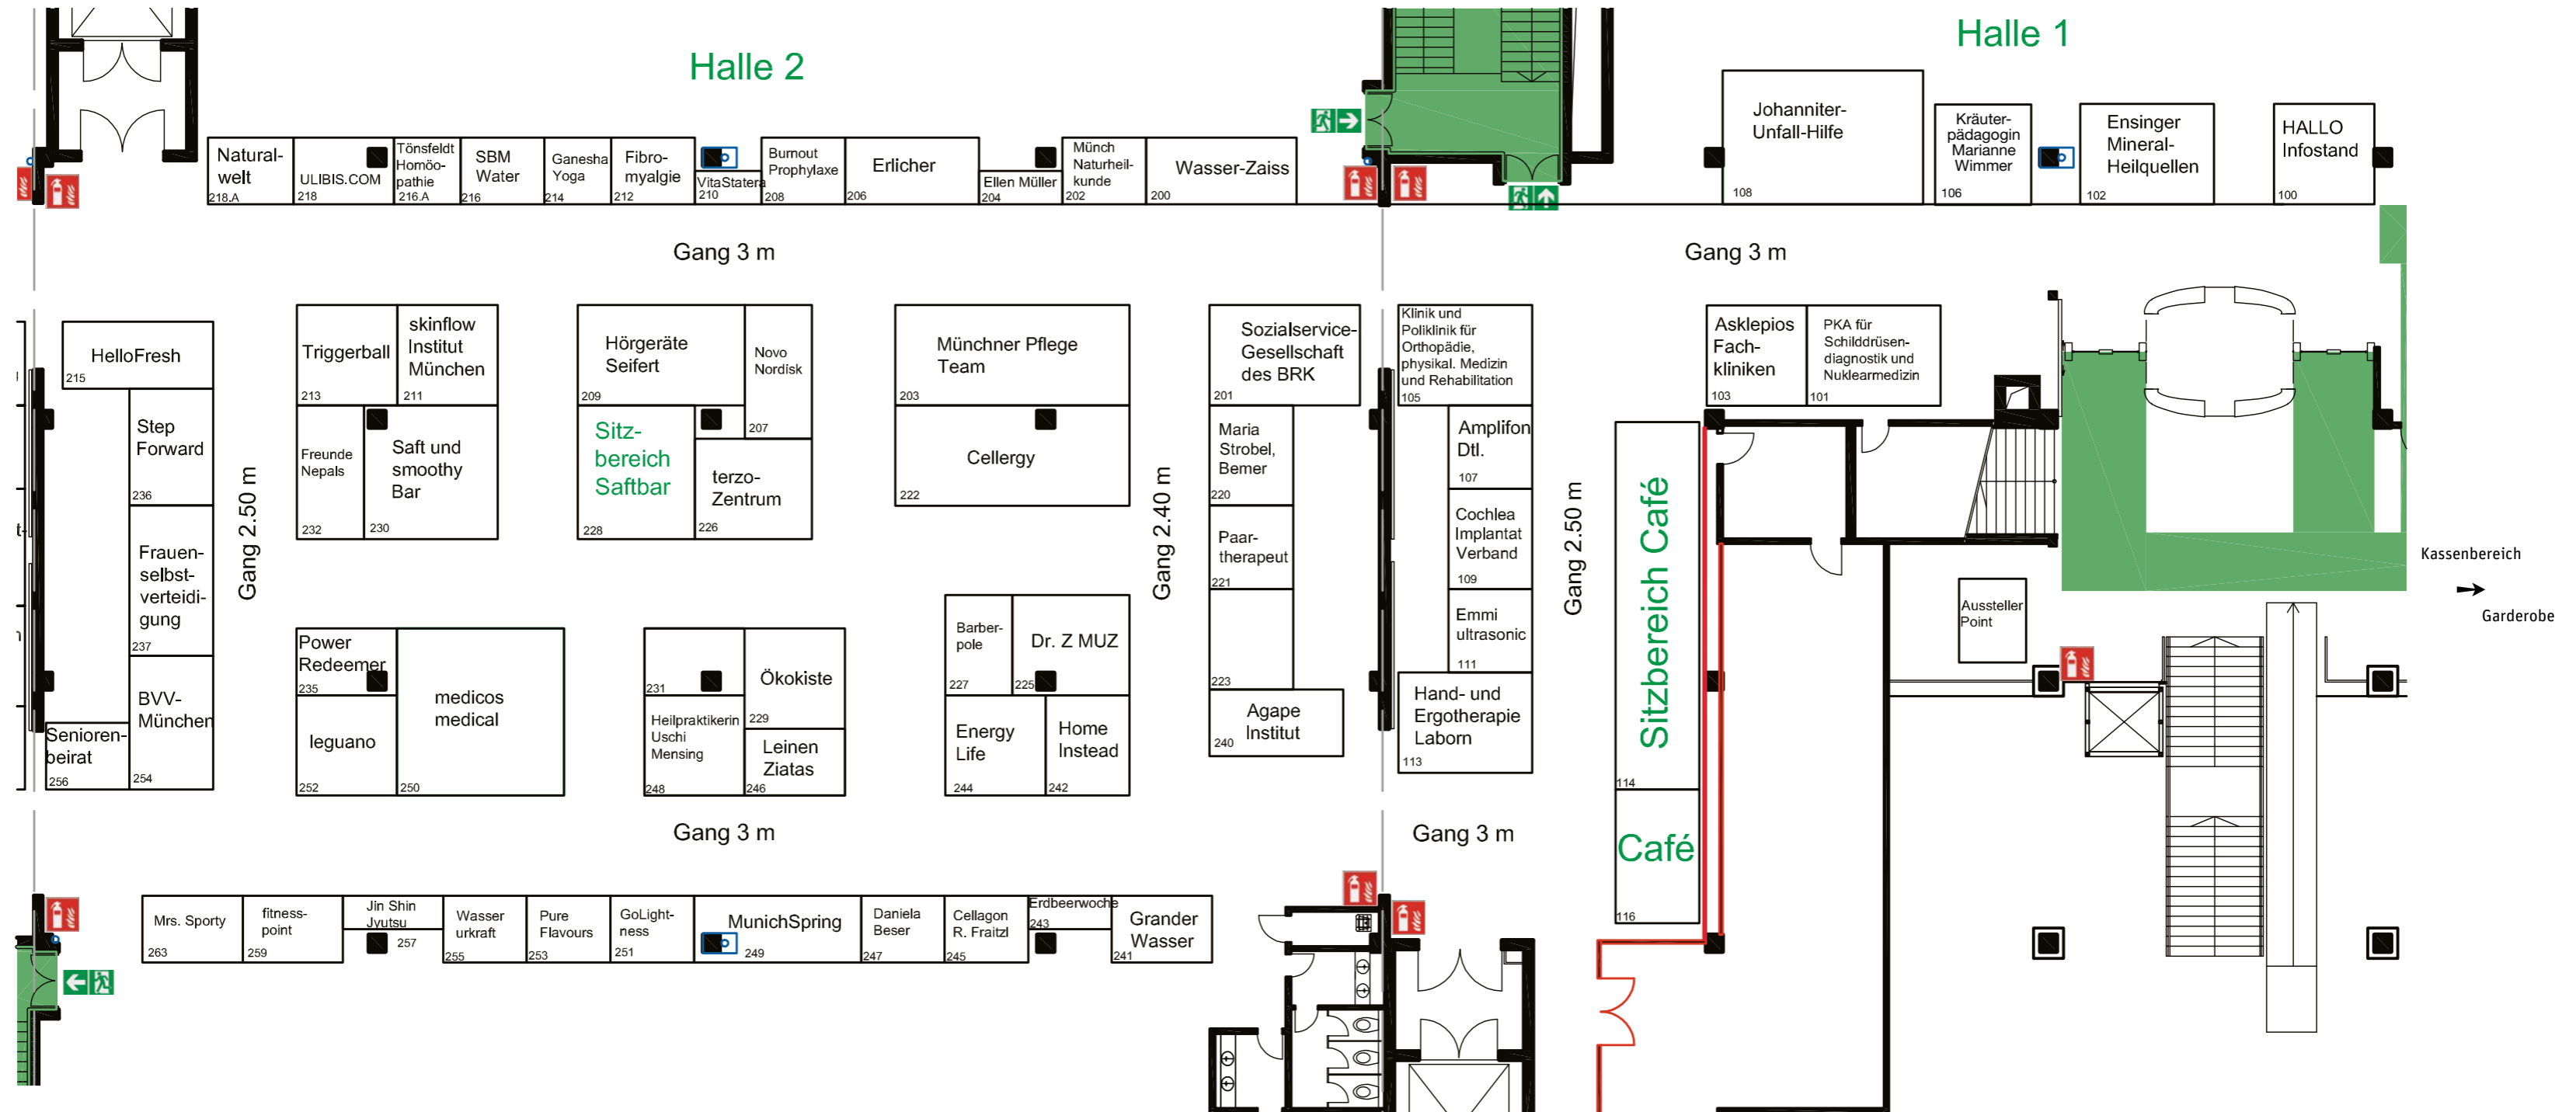 Halle 2
Halle 1
Natural-
welt
218.A
ULIBIS.COM
218
Tönsfeldt
Homöo-
pathie
216.A
SBM
Water
216
Ganesha
Yoga
214
Fibro-
myalgie
212
VitaStatera
210
Burnout
Prophylaxe
208
Erlicher
206
Ellen Müller
204
Münch
Naturheil-
kunde
202
Wasser-Zaiss
200
Johanniter-
Unfall-Hilfe
108
Kräuter-
pädagogin
Marianne
Wimmer
106
Ensinger
Mineral-
Heilquellen
102
HALLO
Infostand
100
Gang 3 m
Gang 3 m
HelloFresh
215
Step
Forward
236
Frauen-
selbst-
verteidi-
gung
237
BVV-
München
254
Senioren-
beirat
256
Gang 2.50 m
Triggerball
213
skinflow
Institut
München
211
Freunde
Nepals
232
Saft und
smoothy
Bar
230
Hörgeräte
Seifert
209
Novo
Nordisk
207
Sitz-
bereich
Saftbar
228
terzo-
Zentrum
226
Münchner Pflege
Team
203
Cellergy
222
Gang 2.40 m
Sozialservice-
Gesellschaft
des BRK
201
Maria
Strobel,
Bemer
220
Paar-
therapeut
221
223
Agape
Institut
240
Klinik und
Poliklinik für
Orthopädie,
physikal. Medizin
und Rehabilitation
105
Amplifon
Dtl.
107
Cochlea
Implantat
Verband
109
Emmi
ultrasonic
111
Hand- und
Ergotherapie
Laborn
113
Gang 2.50 m
Asklepios
Fach-
kliniken
103
PKA für
Schilddrüsen-
diagnostik und
Nuklearmedizin
101
Sitzbereich Café
114
Café
116
Kassenbereich
Garderobe
Aussteller
Point
Power
Redeemer
235
leguano
252
medicos
medical
250
231
Ökokiste
229
Heilpraktikerin
Uschi
Mensing
248
Leinen
Ziatas
246
Barber-
pole
227
Dr. Z MUZ
225
Energy
Life
244
Home
Instead
242
Gang 3 m
Gang 3 m
Mrs. Sporty
263
fitness-
point
259
Jin Shin
Jyutsu
257
Wasser
urkraft
255
Pure
Flavours
253
GoLight-
ness
251
MunichSpring
249
Daniela
Beser
247
Cellagon
R. Fraitzl
245
Erdbeerwoche
243
Grander
Wasser
241